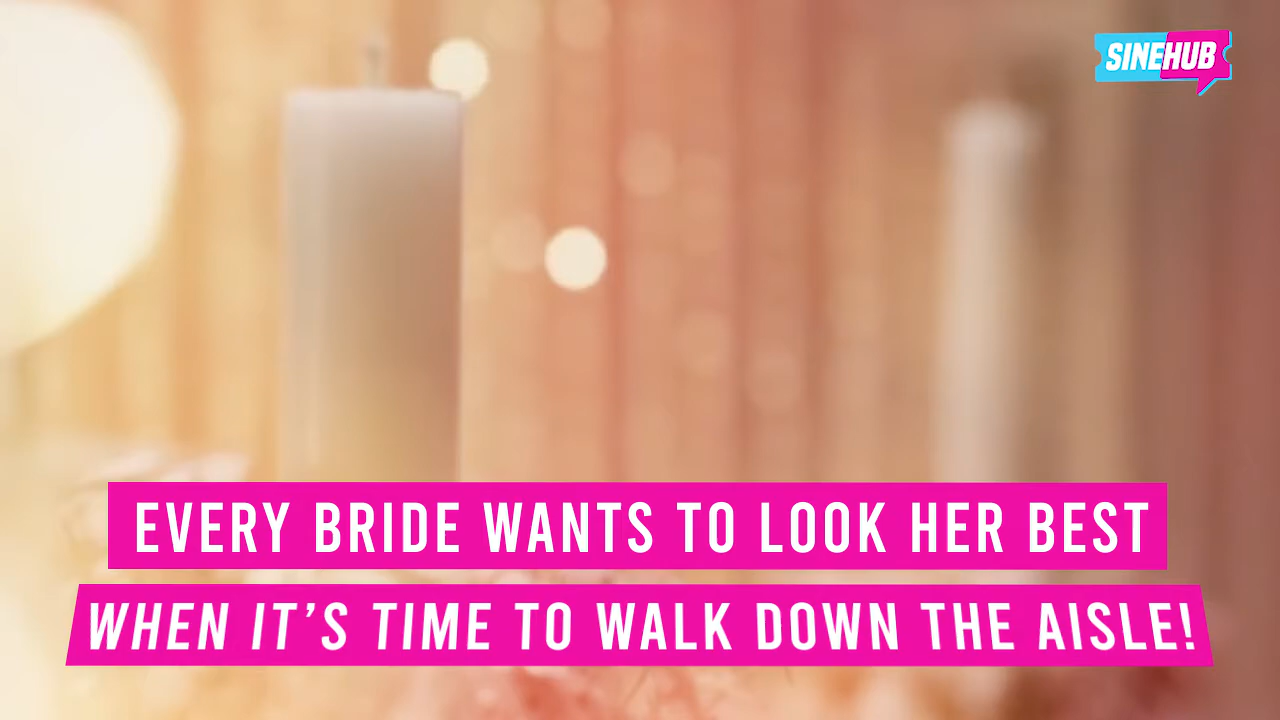 SINEHUB
EVERY BRIDE WANTS TO LOOK HER BEST
WHEN IT'S TIME TO WALK DOWN THE AISLE!